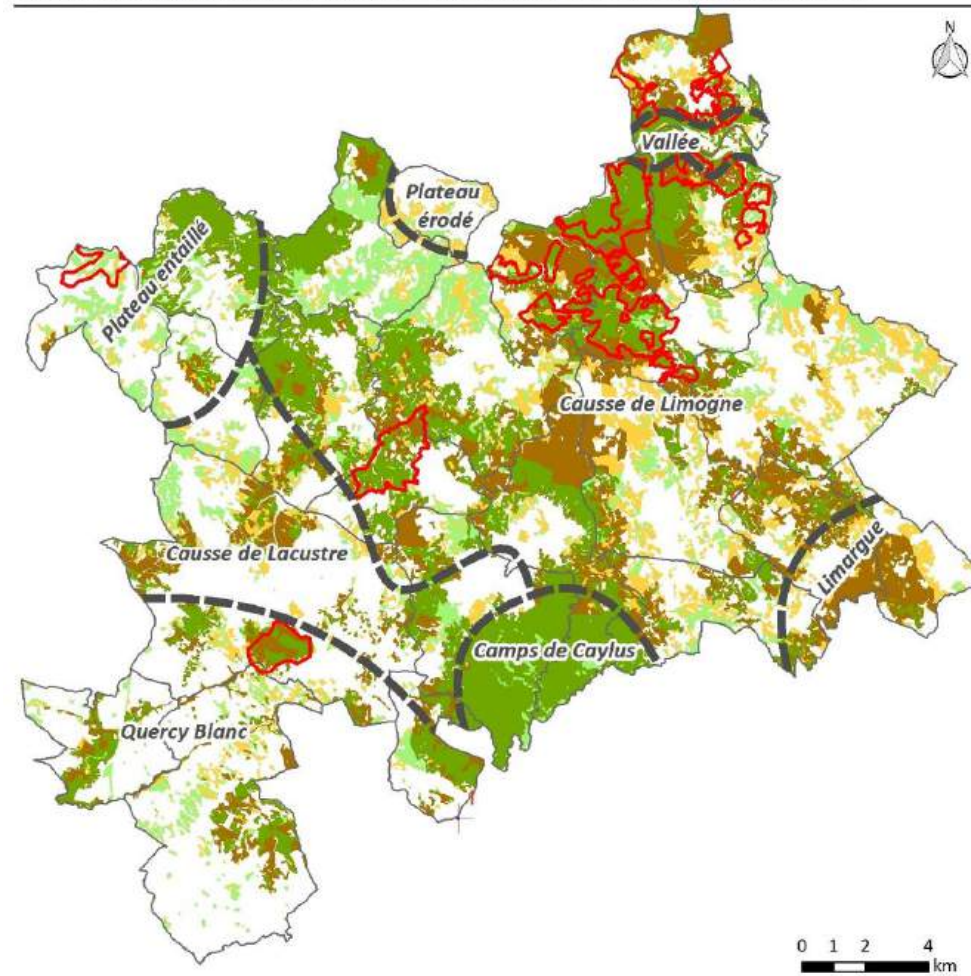 N
Vallée
Plateau
érodé
Plateau entaillé
Causse de Limogne
Limargue
Causse de Lacustre
Camps de Caylus
Quercy Blanc
0 1 2 4
km